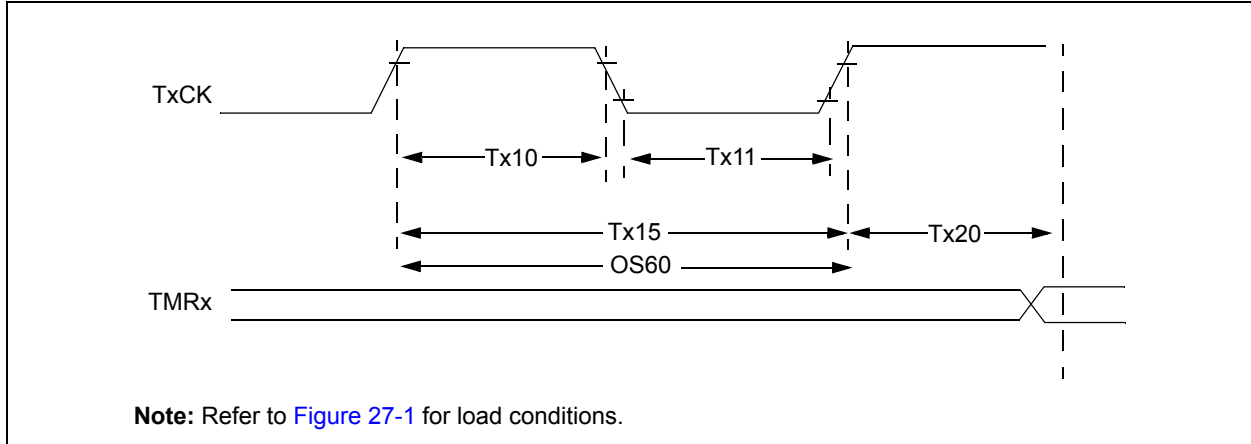 TxCK
Tx10
Tx11
Tx15
Tx20
OS60
TMRx
Note: Refer to Figure 27-1 for load conditions.